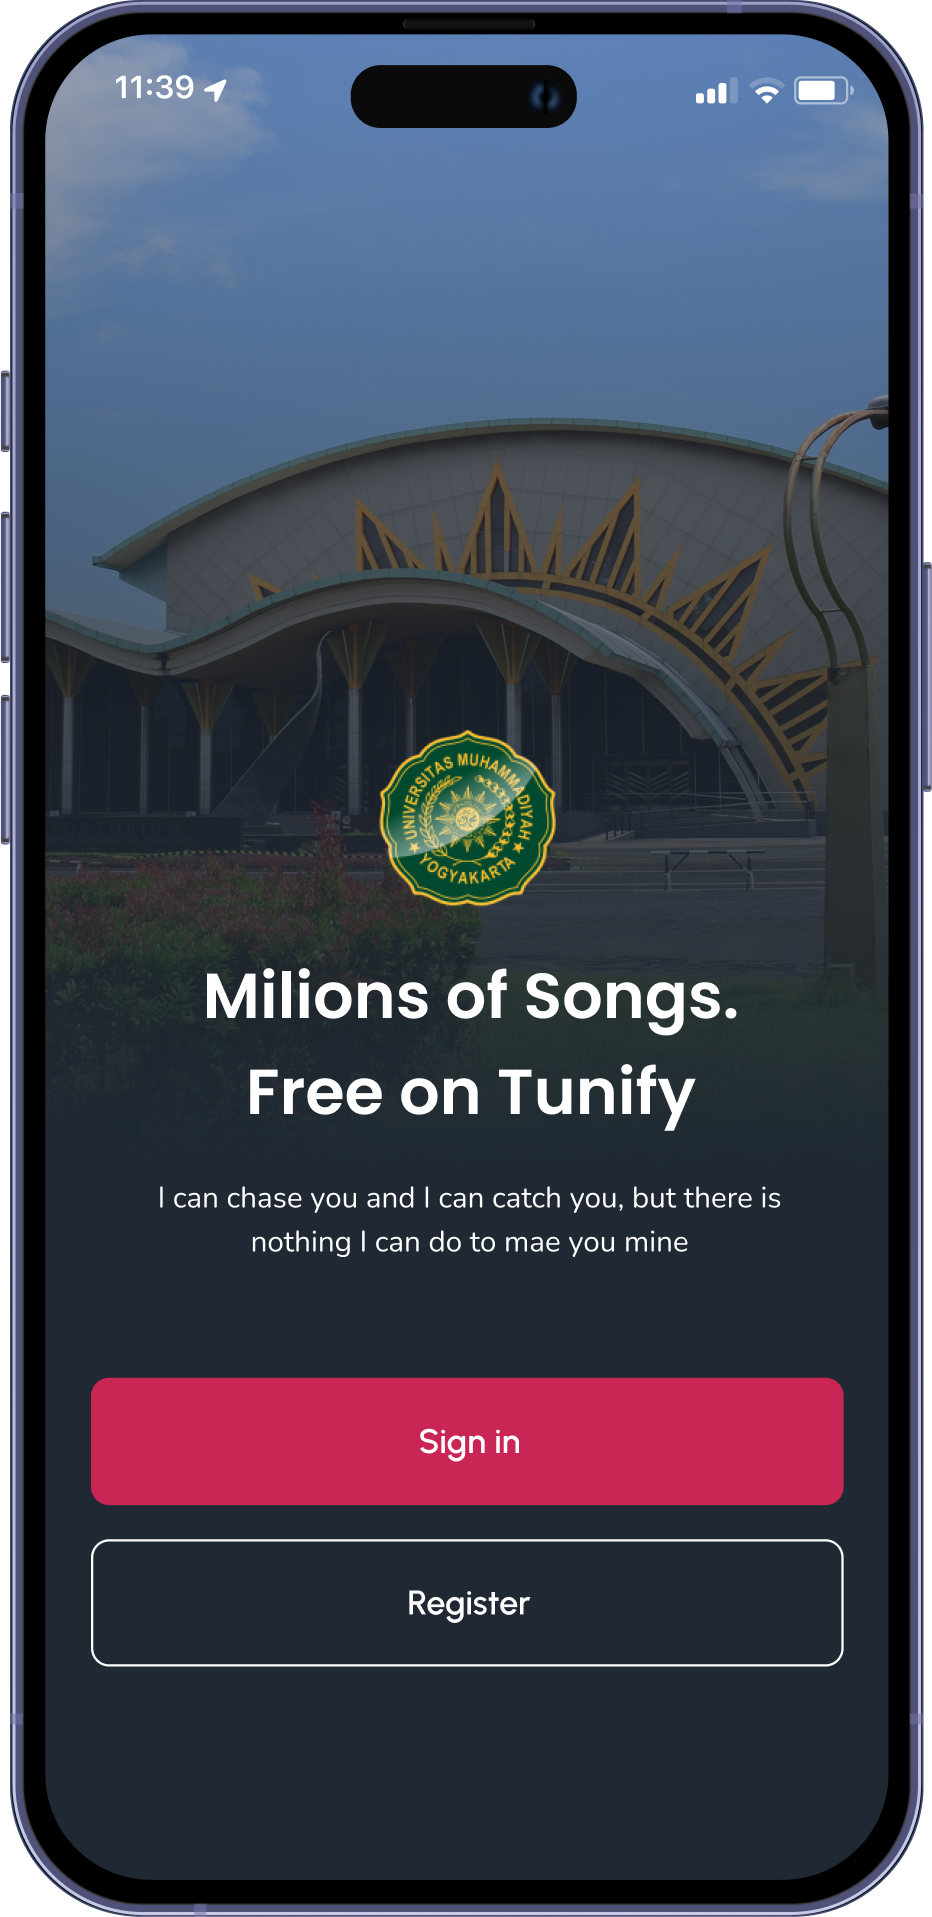 11:39
UNIVERSITAS MUHAMMADIYAH
YOGYAKARTA
Milions of Songs.
Free on Tunify
I can chase you and I can catch you, but there is
nothing I can do to mae you mine
Sign in
Register